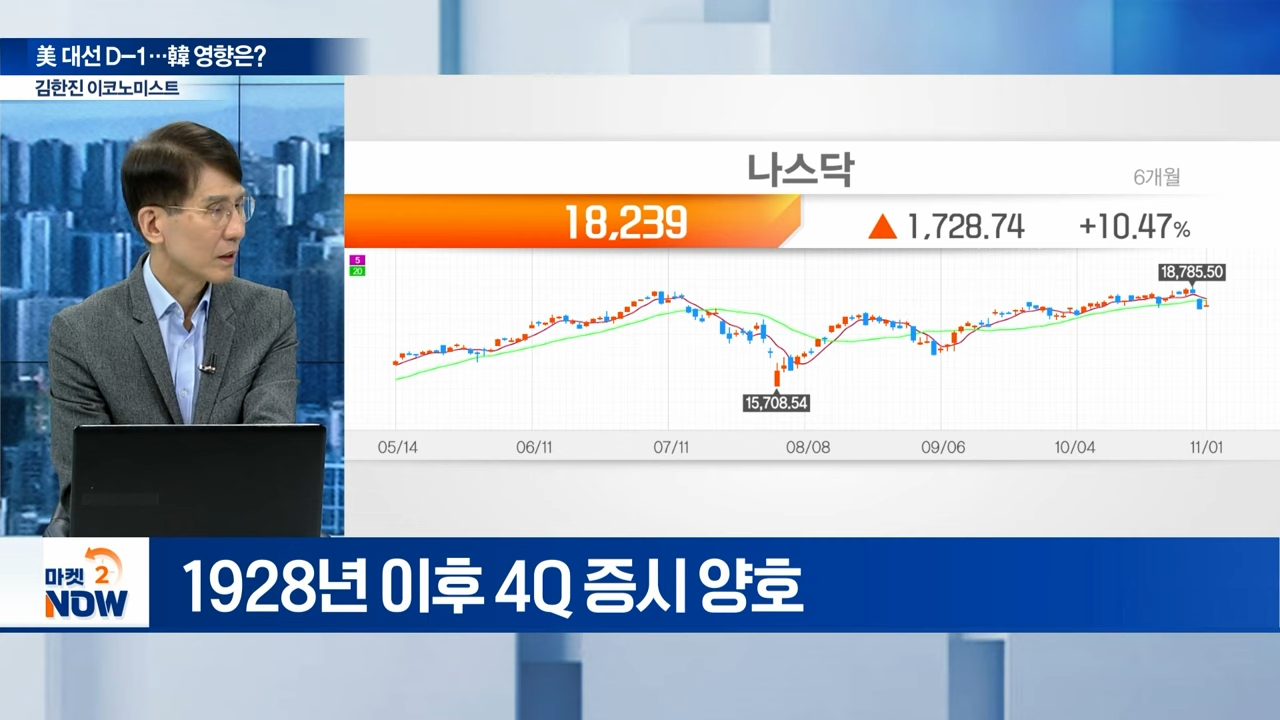 美 대선 D-1…韓 영향은?
김한진 이코노미스트
나스닥
6개월
18,239 ▲ 1,728.74 +10.47%
5
20
18,785.50
15,708.54
05/14 06/11 07/11 08/08 09/06 10/04 11/01
마켓 2
NOW
1928년 이후 4Q 증시 양호